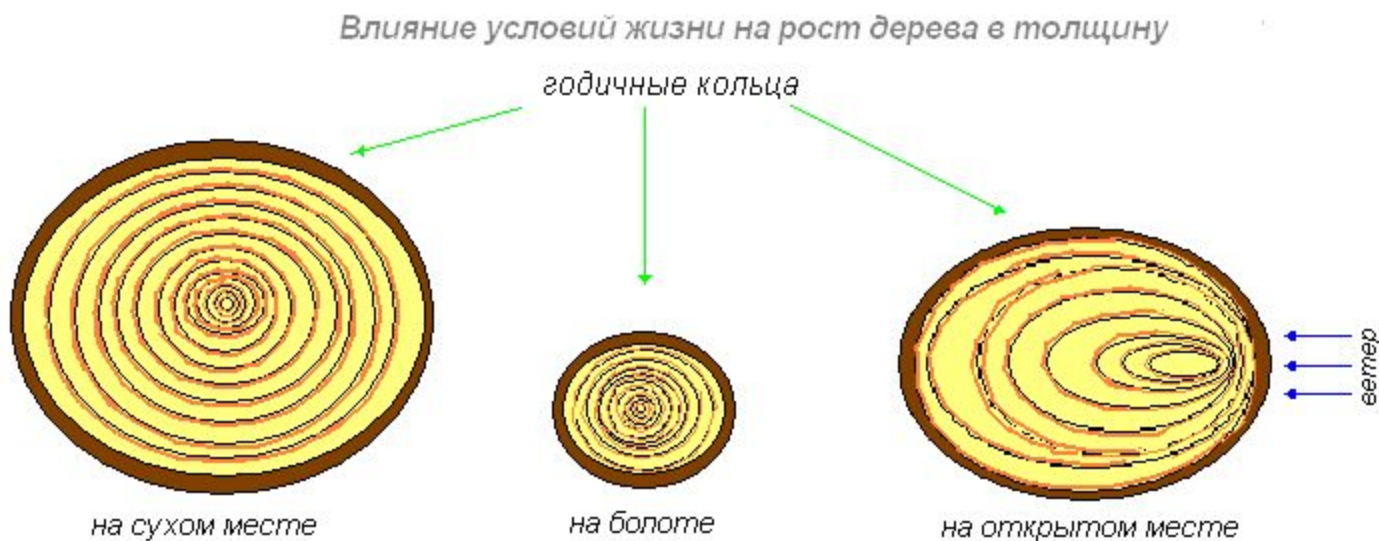 Влияние условий жизни на рост дерева в толщину
годичные кольца
ветер
на сухом месте
на болоте
на открытом месте